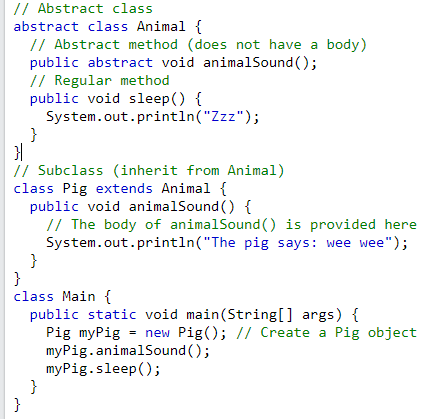 // Abstract class
abstract class Animal {
  // Abstract method (does not have a body)
  public abstract void animalSound();
  // Regular method
  public void sleep() {
    System.out.println("Zzz");
  }
}
// Subclass (inherit from Animal)
class Pig extends Animal {
  public void animalSound() {
    // The body of animalSound() is provided here
    System.out.println("The pig says: wee wee");
  }
}
class Main {
  public static void main(String[] args) {
    Pig myPig = new Pig(); // Create a Pig object
    myPig.animalSound();
    myPig.sleep();
  }
}